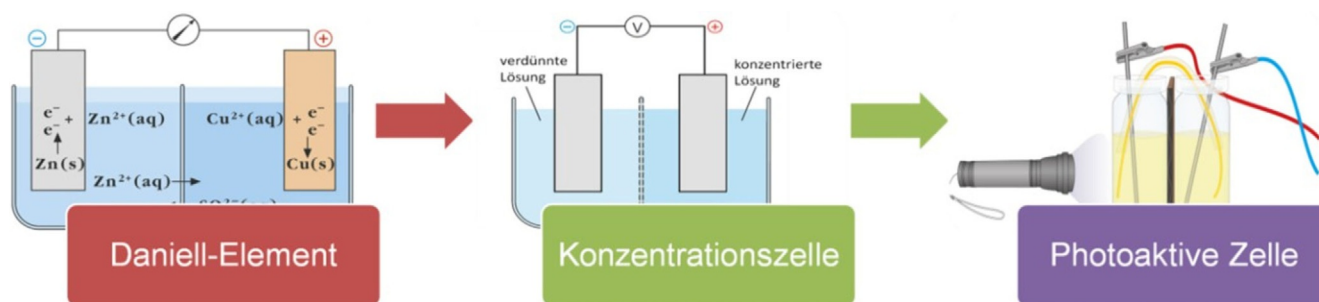 ⊖ ⊕
e⁻
e⁻ + Zn²⁺(aq) Cu²⁺(aq) + e⁻
e⁻
Zn(s) Cu(s)
Zn²⁺(aq)
Daniell-Element
⊖ V ⊕
verdünnte
Lösung
konzentrierte
Lösung
Konzentrationszelle
Photoaktive Zelle